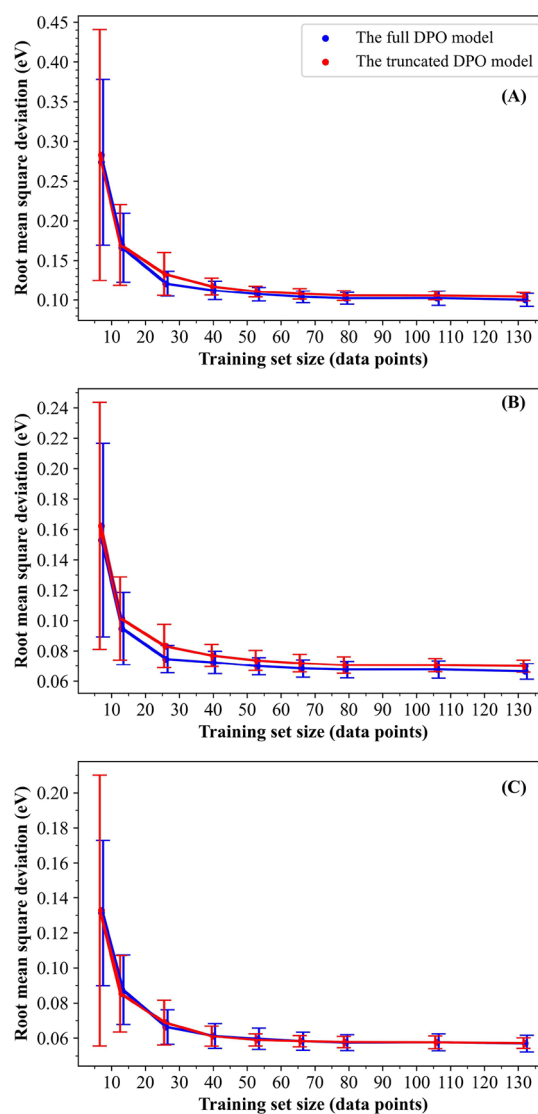 The full DPO model
The truncated DPO model
(A)
Root mean square deviation (eV)
0.45
0.40
0.35
0.30
0.25
0.20
0.15
0.10
10 20 30 40 50 60 70 80 90 100 110 120 130
Training set size (data points)
(B)
Root mean square deviation (eV)
0.24
0.22
0.20
0.18
0.16
0.14
0.12
0.10
0.08
0.06
10 20 30 40 50 60 70 80 90 100 110 120 130
Training set size (data points)
(C)
Root mean square deviation (eV)
0.20
0.18
0.16
0.14
0.12
0.10
0.08
0.06
10 20 30 40 50 60 70 80 90 100 110 120 130
Training set size (data points)